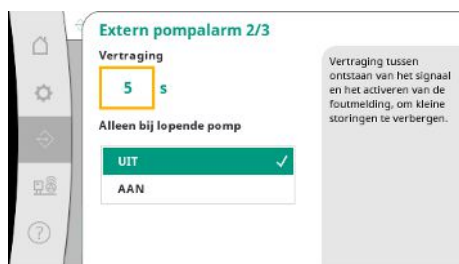 Extern pompalarm 2/3
Vertraging
5 s
Alleen bij lopende pomp
UIT
AAN
Vertraging tussen
ontstaan van het signaal
en het activeren van de
foutmelding, om kleine
storingen te verbergen.
?